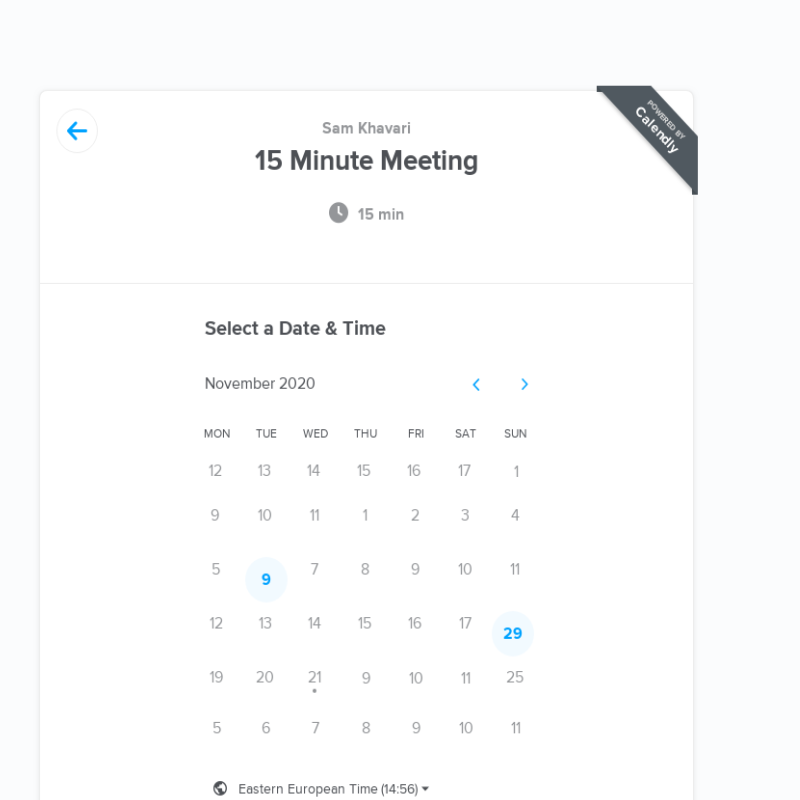 POWERED BY
Calendly
Sam Khavari
15 Minute Meeting
15 min
Select a Date & Time
November 2020
MON TUE WED THU FRI SAT SUN
12 13 14 15 16 17 1
9 10 11 1 2 3 4
5 9 7 8 9 10 11
12 13 14 15 16 17 29
19 20 21 9 10 11 25
5 6 7 8 9 10 11
Eastern European Time (14:56)